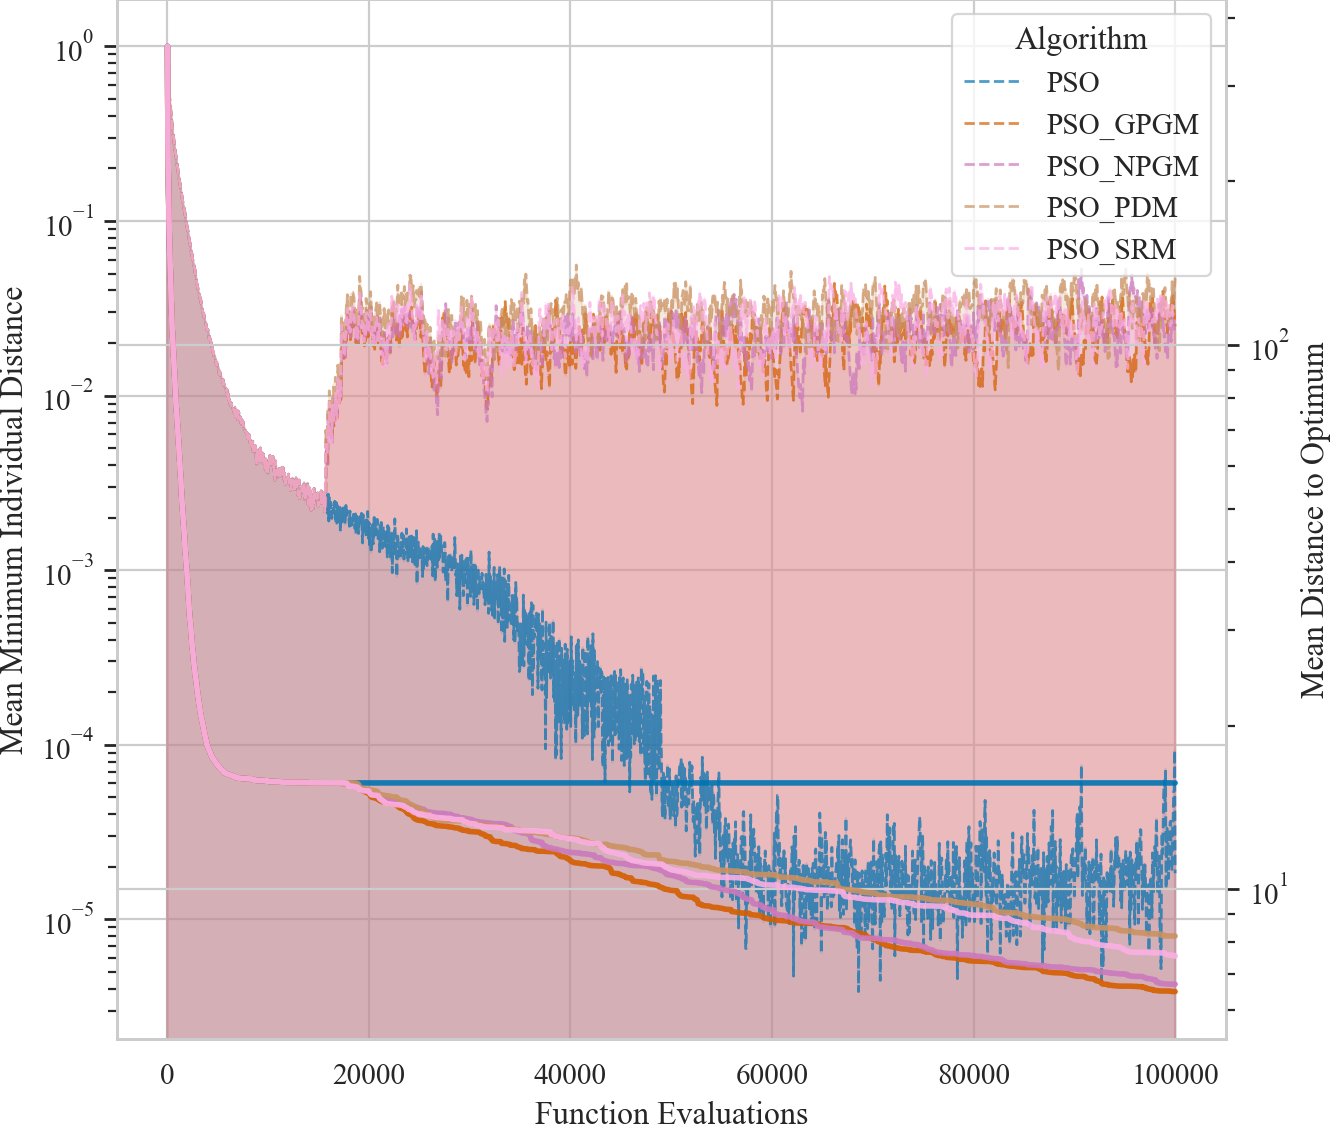 Algorithm
PSO
PSO_GPGM
PSO_NPGM
PSO_PDM
PSO_SRM
10^0
10^−1
10^−2
10^−3
10^−4
10^−5
Mean Minimum Individual Distance
10^2
10^1
Mean Distance to Optimum
0 20000 40000 60000 80000 100000
Function Evaluations